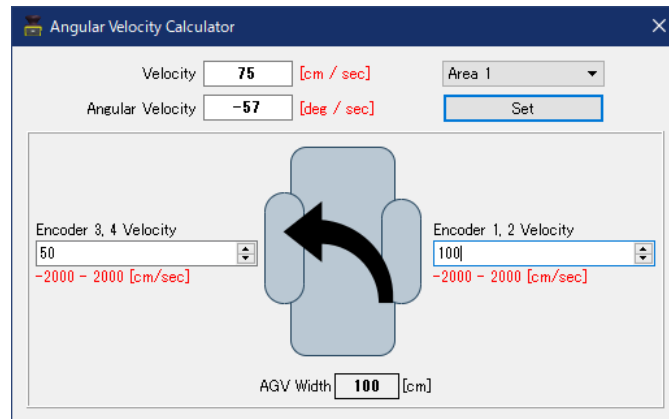 Angular Velocity Calculator
Velocity 75 [cm / sec] Area 1
Angular Velocity -57 [deg / sec] Set
Encoder 3, 4 Velocity
50
-2000 - 2000 [cm/sec]
Encoder 1, 2 Velocity
100
-2000 - 2000 [cm/sec]
AGV Width 100 [cm]